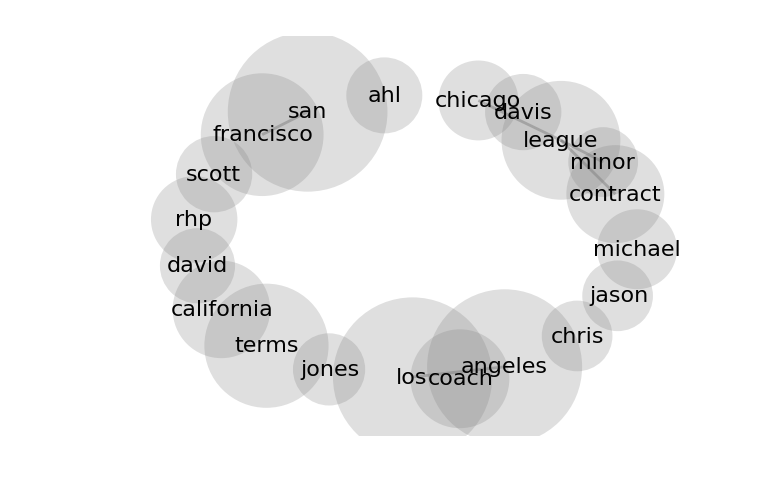 ahl
chicago
san
davis
francisco
league
minor
scott
contract
rhp
michael
david
jason
california
chris
terms
jones
angeles
los
coach